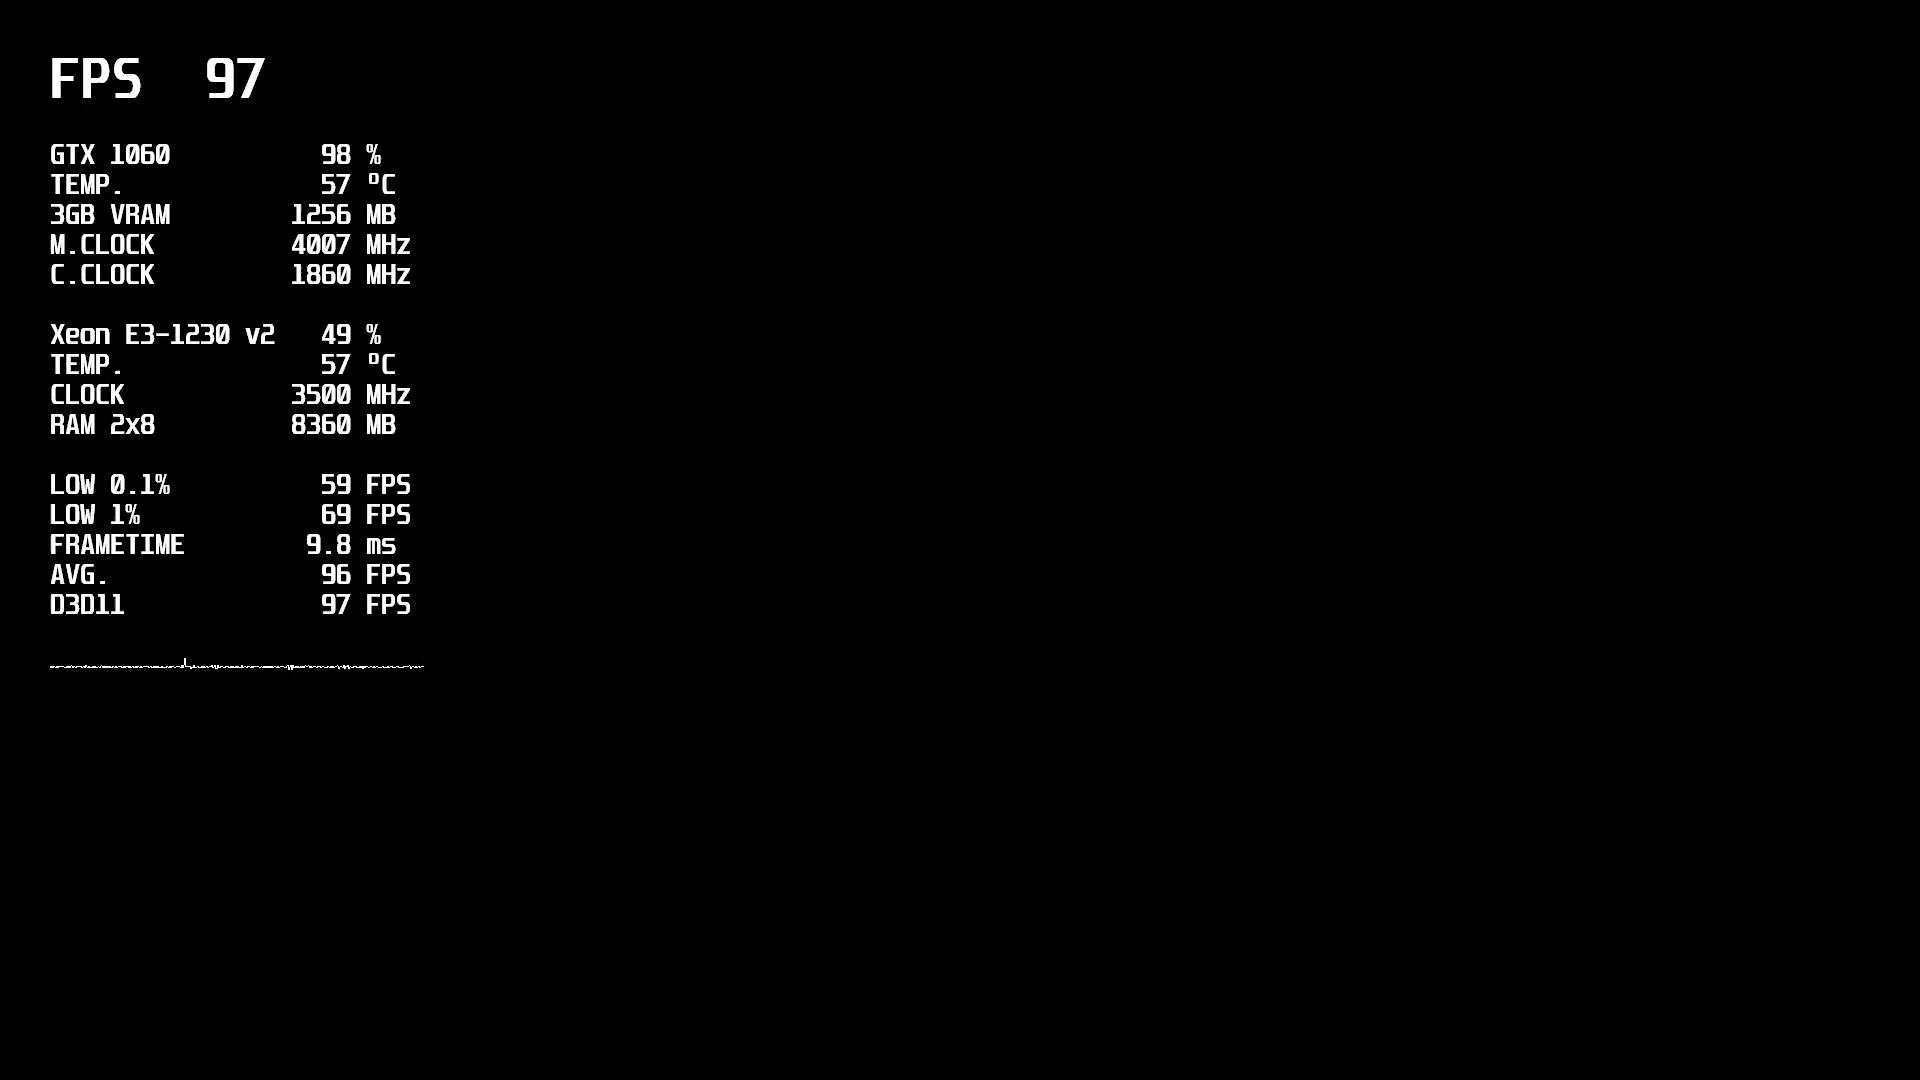 FPS 97
GTX 1060 98 %
TEMP. 57 ºC
3GB VRAM 1256 MB
M.CLOCK 4007 MHz
C.CLOCK 1860 MHz
Xeon E3-1230 v2 49 %
TEMP. 57 ºC
CLOCK 3500 MHz
RAM 2x8 8360 MB
LOW 0.1% 59 FPS
LOW 1% 69 FPS
FRAMETIME 9.8 ms
AVG. 96 FPS
D3D11 97 FPS